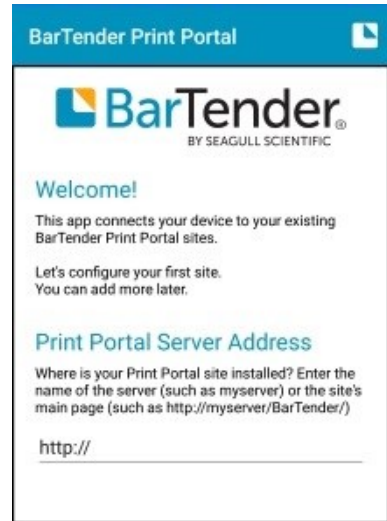 BarTender Print Portal
BarTender®
BY SEAGULL SCIENTIFIC
Welcome!
This app connects your device to your existing
BarTender Print Portal sites.
Let's configure your first site.
You can add more later.
Print Portal Server Address
Where is your Print Portal site installed? Enter the
name of the server (such as myserver) or the site's
main page (such as http://myserver/BarTender/)
http://